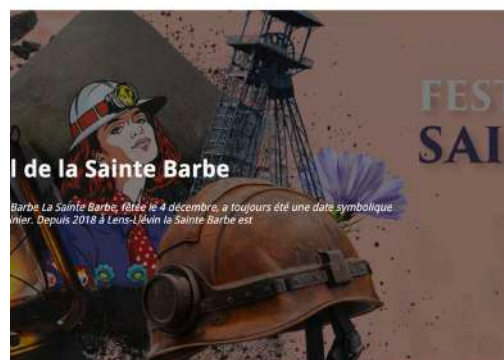 FEST
SAI
l de la Sainte Barbe
Barbe La Sainte Barbe, fêtée le 4 décembre, a toujours été une date symbolique
inier. Depuis 2018 à Lens-Liévin la Sainte Barbe est